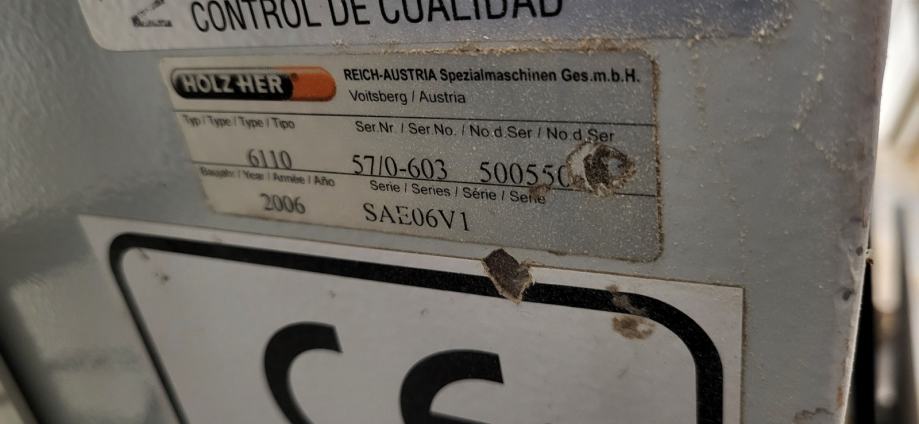 CONTROL DE CUALIDAD
HOLZ-HER
REICH-AUSTRIA Spezialmaschinen Ges.m.b.H.
Voitsberg / Austria
Typ / Type / Type / Tipo
Ser.Nr. / Ser.No. / No.d.Ser / No.d.Ser
6110 57/0-603
Baujahr / Year / Année / Año
Serie / Series / Série / Serie
2006 SAE06V1
CE